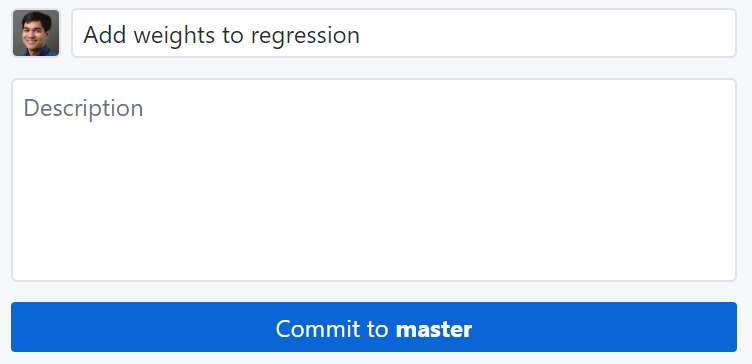 Add weights to regression
Description
Commit to master